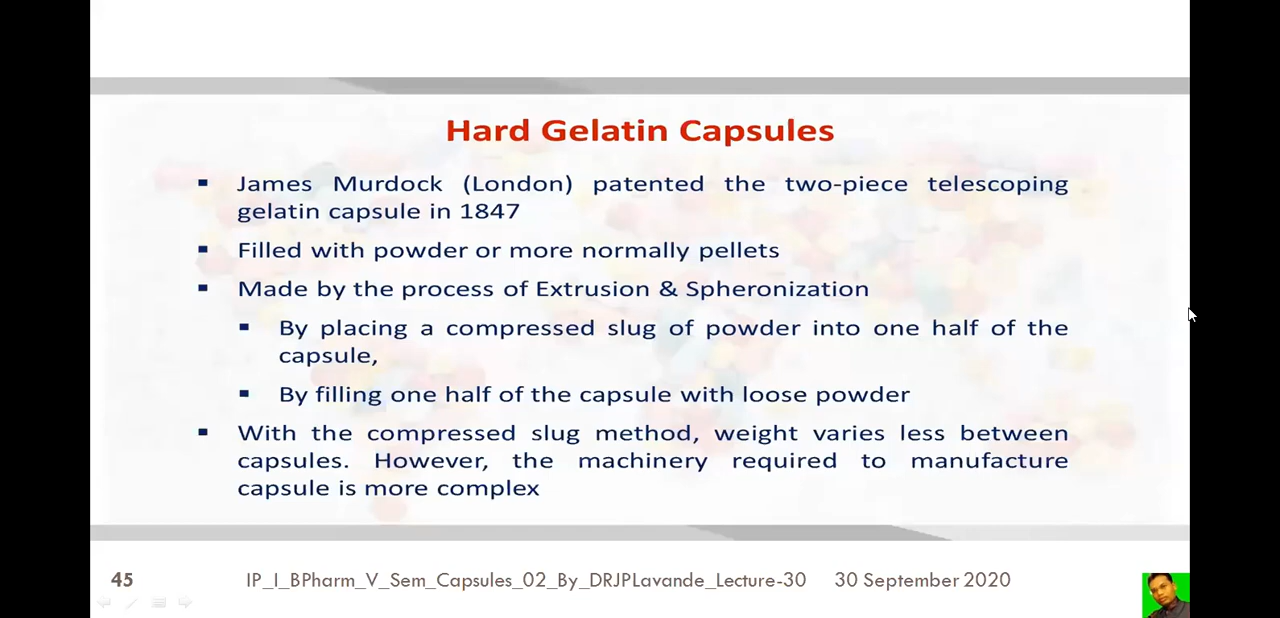 Hard Gelatin Capsules
▪ James Murdock (London) patented the two-piece telescoping
gelatin capsule in 1847
▪ Filled with powder or more normally pellets
▪ Made by the process of Extrusion & Spheronization
▪ By placing a compressed slug of powder into one half of the
capsule,
▪ By filling one half of the capsule with loose powder
▪ With the compressed slug method, weight varies less between
capsules. However, the machinery required to manufacture
capsule is more complex
45 IP_I_BPharm_V_Sem_Capsules_02_By_DRJPLavande_Lecture-30 30 September 2020